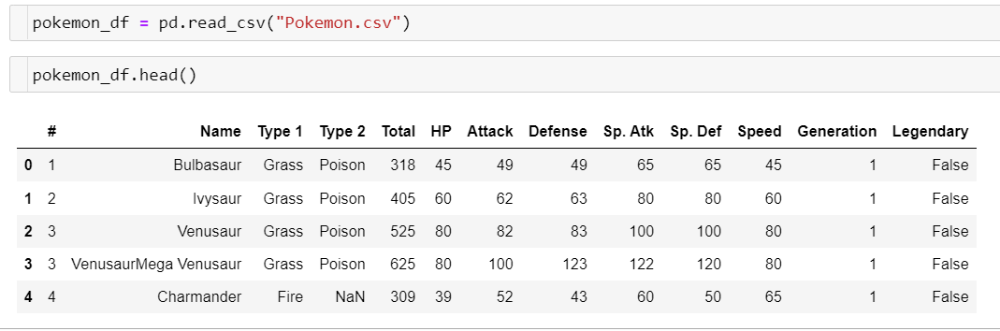 pokemon_df = pd.read_csv("Pokemon.csv")
pokemon_df.head()
# Name Type 1 Type 2 Total HP Attack Defense Sp. Atk Sp. Def Speed Generation Legendary
0 1 Bulbasaur Grass Poison 318 45 49 49 65 65 45 1 False
1 2 Ivysaur Grass Poison 405 60 62 63 80 80 60 1 False
2 3 Venusaur Grass Poison 525 80 82 83 100 100 80 1 False
3 3 VenusaurMega Venusaur Grass Poison 625 80 100 123 122 120 80 1 False
4 4 Charmander Fire NaN 309 39 52 43 60 50 65 1 False